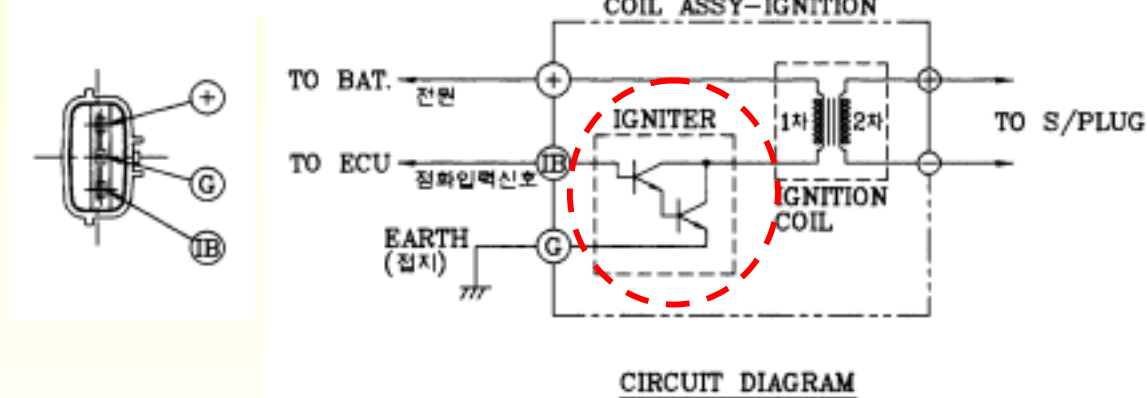 COIL ASSY-IGNITION
TO BAT.
전원
+
+
IGNITER
1차
2차
TO S/PLUG
+
G
IB
TO ECU
점화입력신호
IB
−
IGNITION
COIL
EARTH
(접지)
G
CIRCUIT DIAGRAM